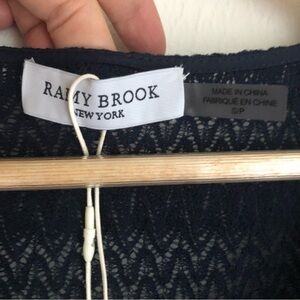 RAMY BROOK
NEW YORK
MADE IN CHINA
FABRIQUÉ EN CHINE
S/P